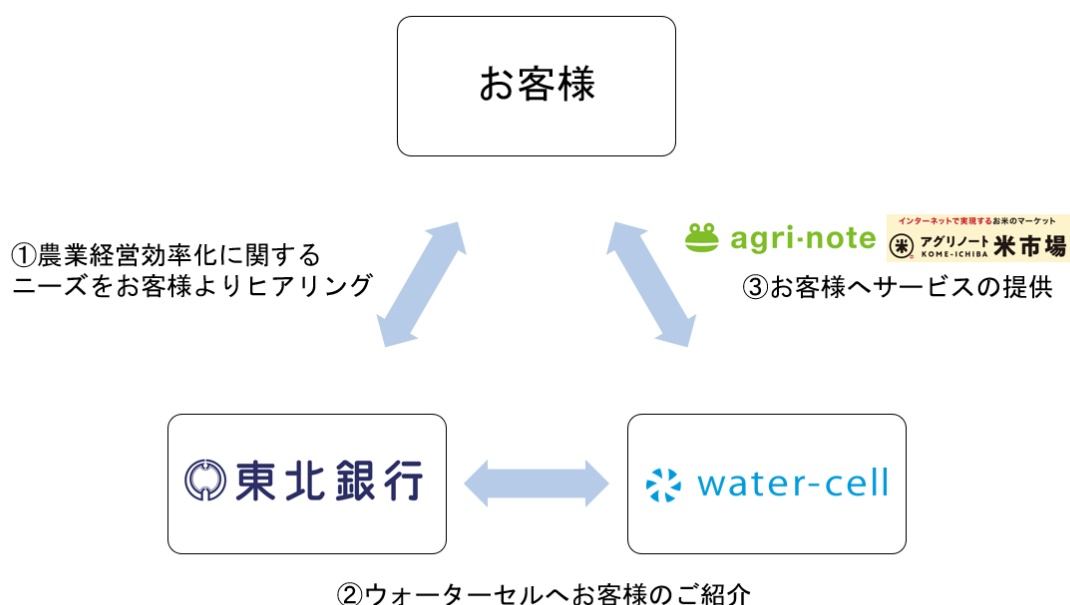 お客様
①農業経営効率化に関する
ニーズをお客様よりヒアリング
agri-note
インターネットで実現するお米のマーケット
米 アグリノート 米市場
KOME-ICHIBA
③お客様へサービスの提供
東北銀行
water-cell
②ウォーターセルへお客様のご紹介